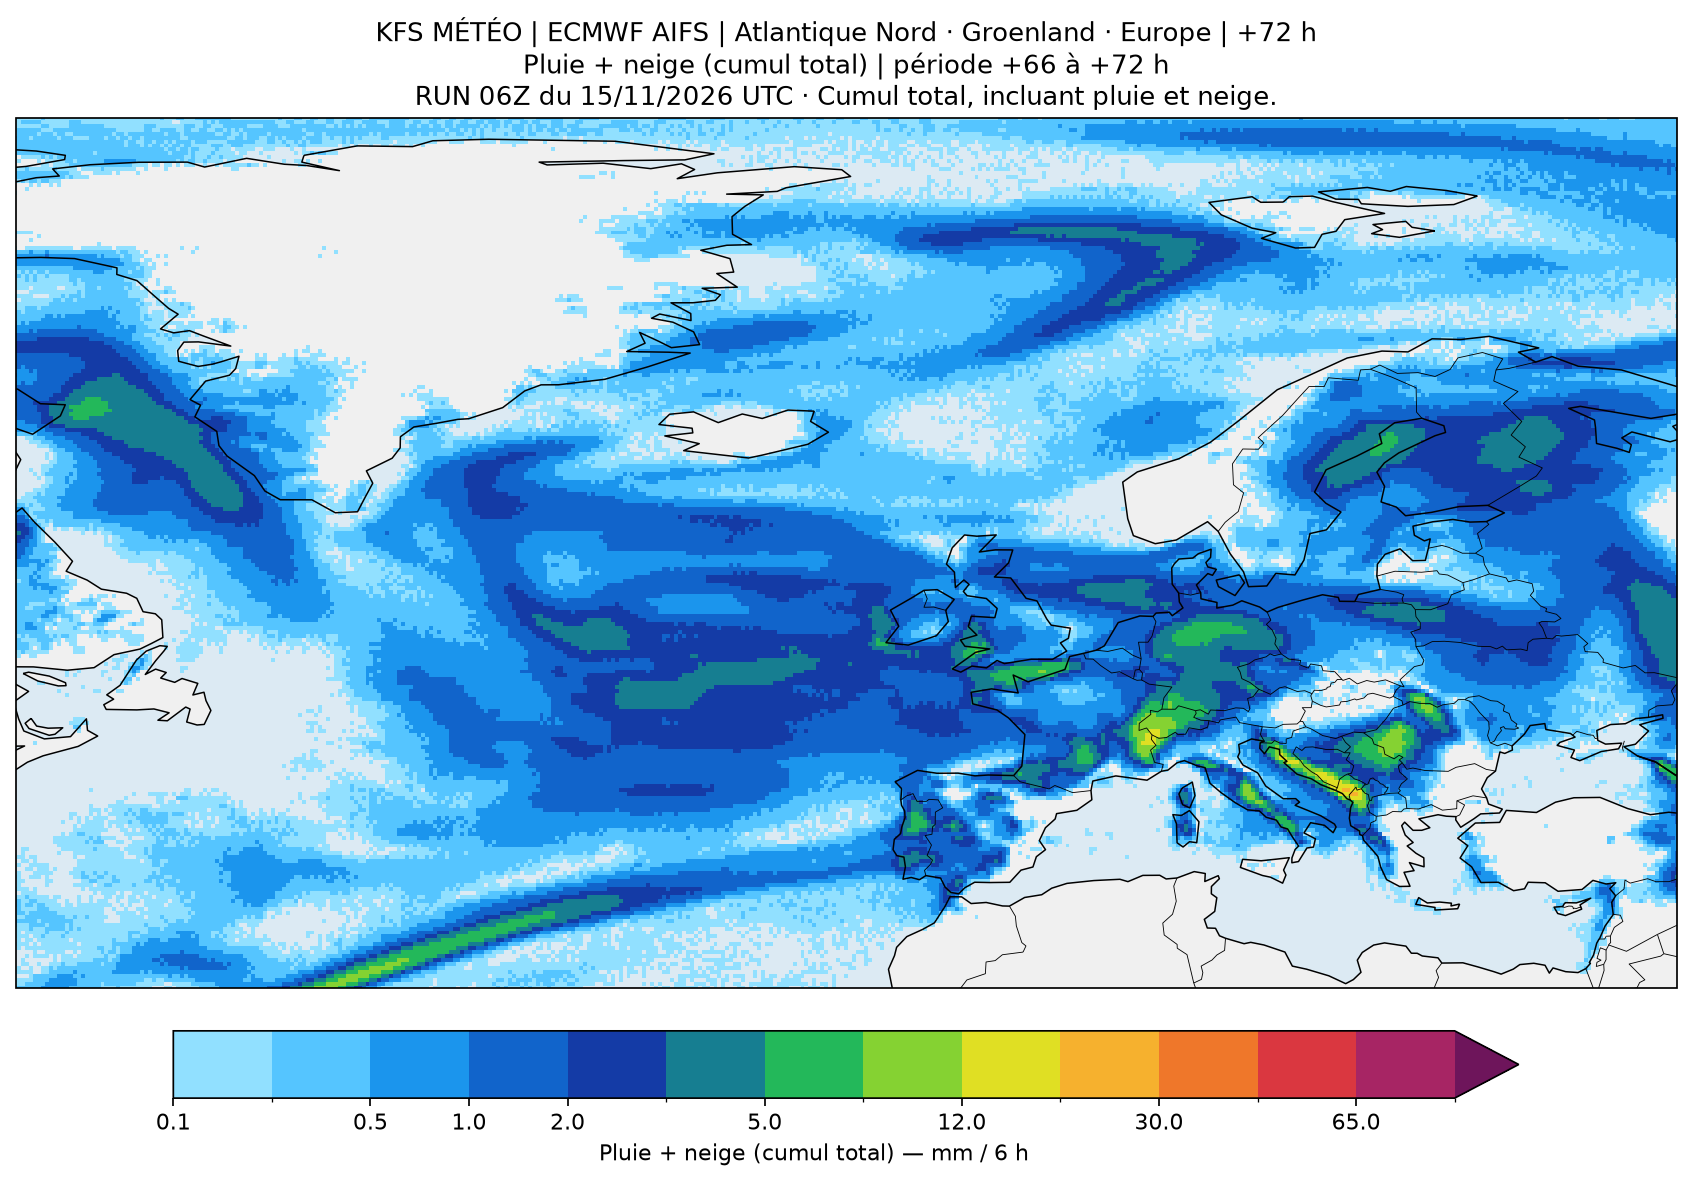 KFS MÉTÉO | ECMWF AIFS | Atlantique Nord · Groenland · Europe | +72 h
Pluie + neige (cumul total) | période +66 à +72 h
RUN 06Z du 15/11/2026 UTC · Cumul total, incluant pluie et neige.
0.1 0.5 1.0 2.0 5.0 12.0 30.0 65.0
Pluie + neige (cumul total) — mm / 6 h